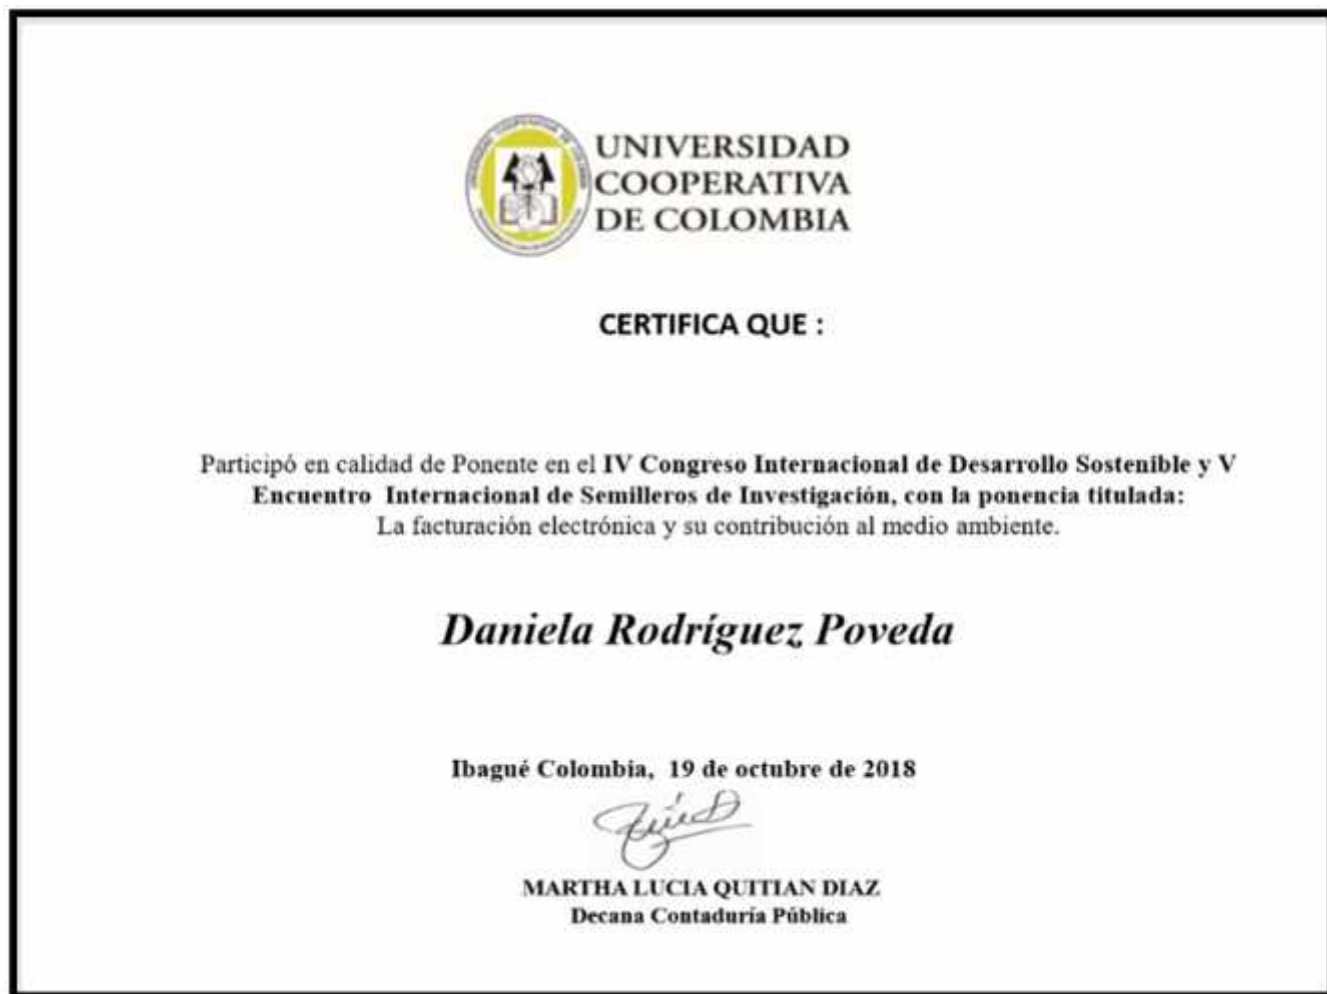 UNIVERSIDAD
COOPERATIVA
DE COLOMBIA
CERTIFICA QUE :
Participó en calidad de Ponente en el IV Congreso Internacional de Desarrollo Sostenible y V
Encuentro Internacional de Semilleros de Investigación, con la ponencia titulada:
La facturación electrónica y su contribución al medio ambiente.
Daniela Rodríguez Poveda
Ibagué Colombia, 19 de octubre de 2018
MARTHA LUCIA QUITIAN DIAZ
Decana Contaduría Pública